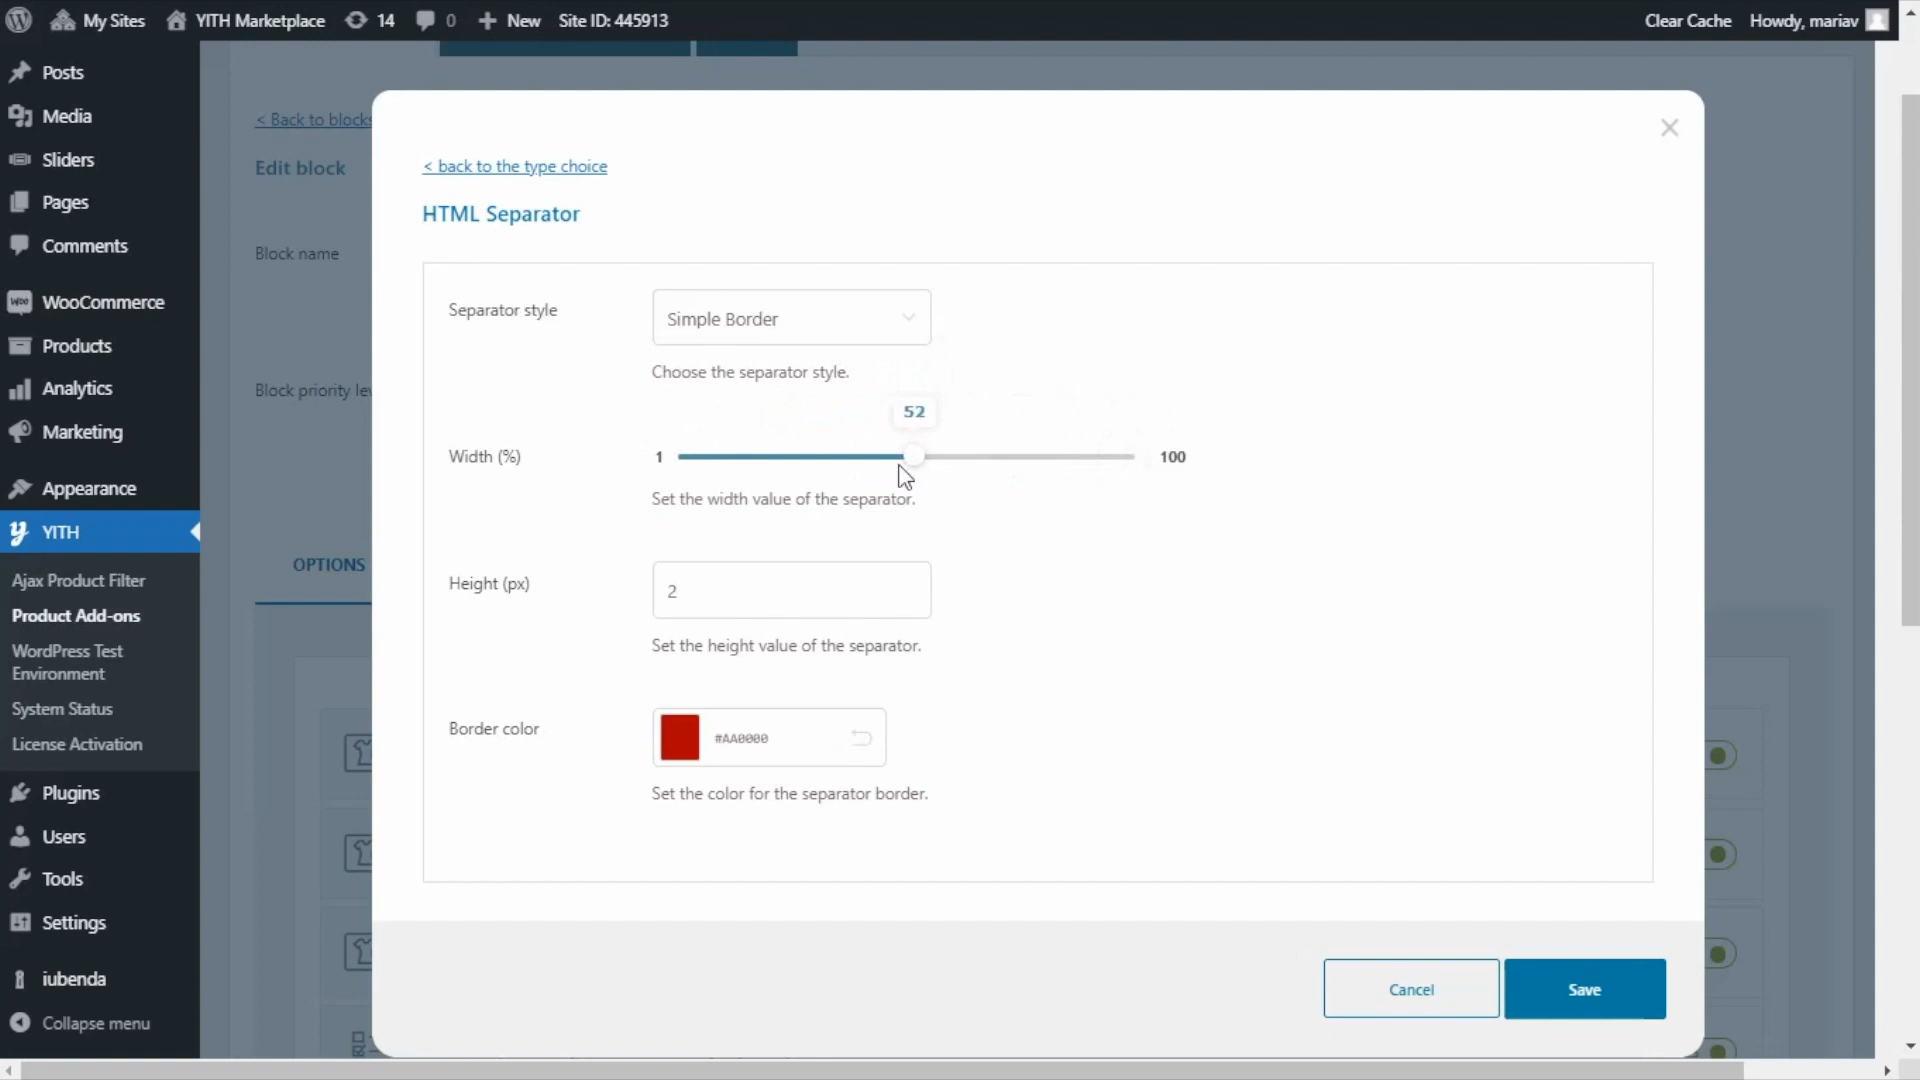 My Sites YITH Marketplace 14 0 New Site ID: 445913 Clear Cache Howdy, mariav
Posts
Media
Sliders
Pages
Comments
WooCommerce
Products
Analytics
Marketing
Appearance
YITH
Ajax Product Filter
Product Add-ons
WordPress Test
Environment
System Status
License Activation
Plugins
Users
Tools
Settings
iubenda
Collapse menu
< Back to blocks
Edit block
Block name
Block priority lev
OPTIONS
< back to the type choice
HTML Separator
Separator style
Simple Border
Choose the separator style.
52
Width (%)
1 100
Set the width value of the separator.
Height (px)
2
Set the height value of the separator.
Border color
#AA0000
Set the color for the separator border.
Cancel
Save